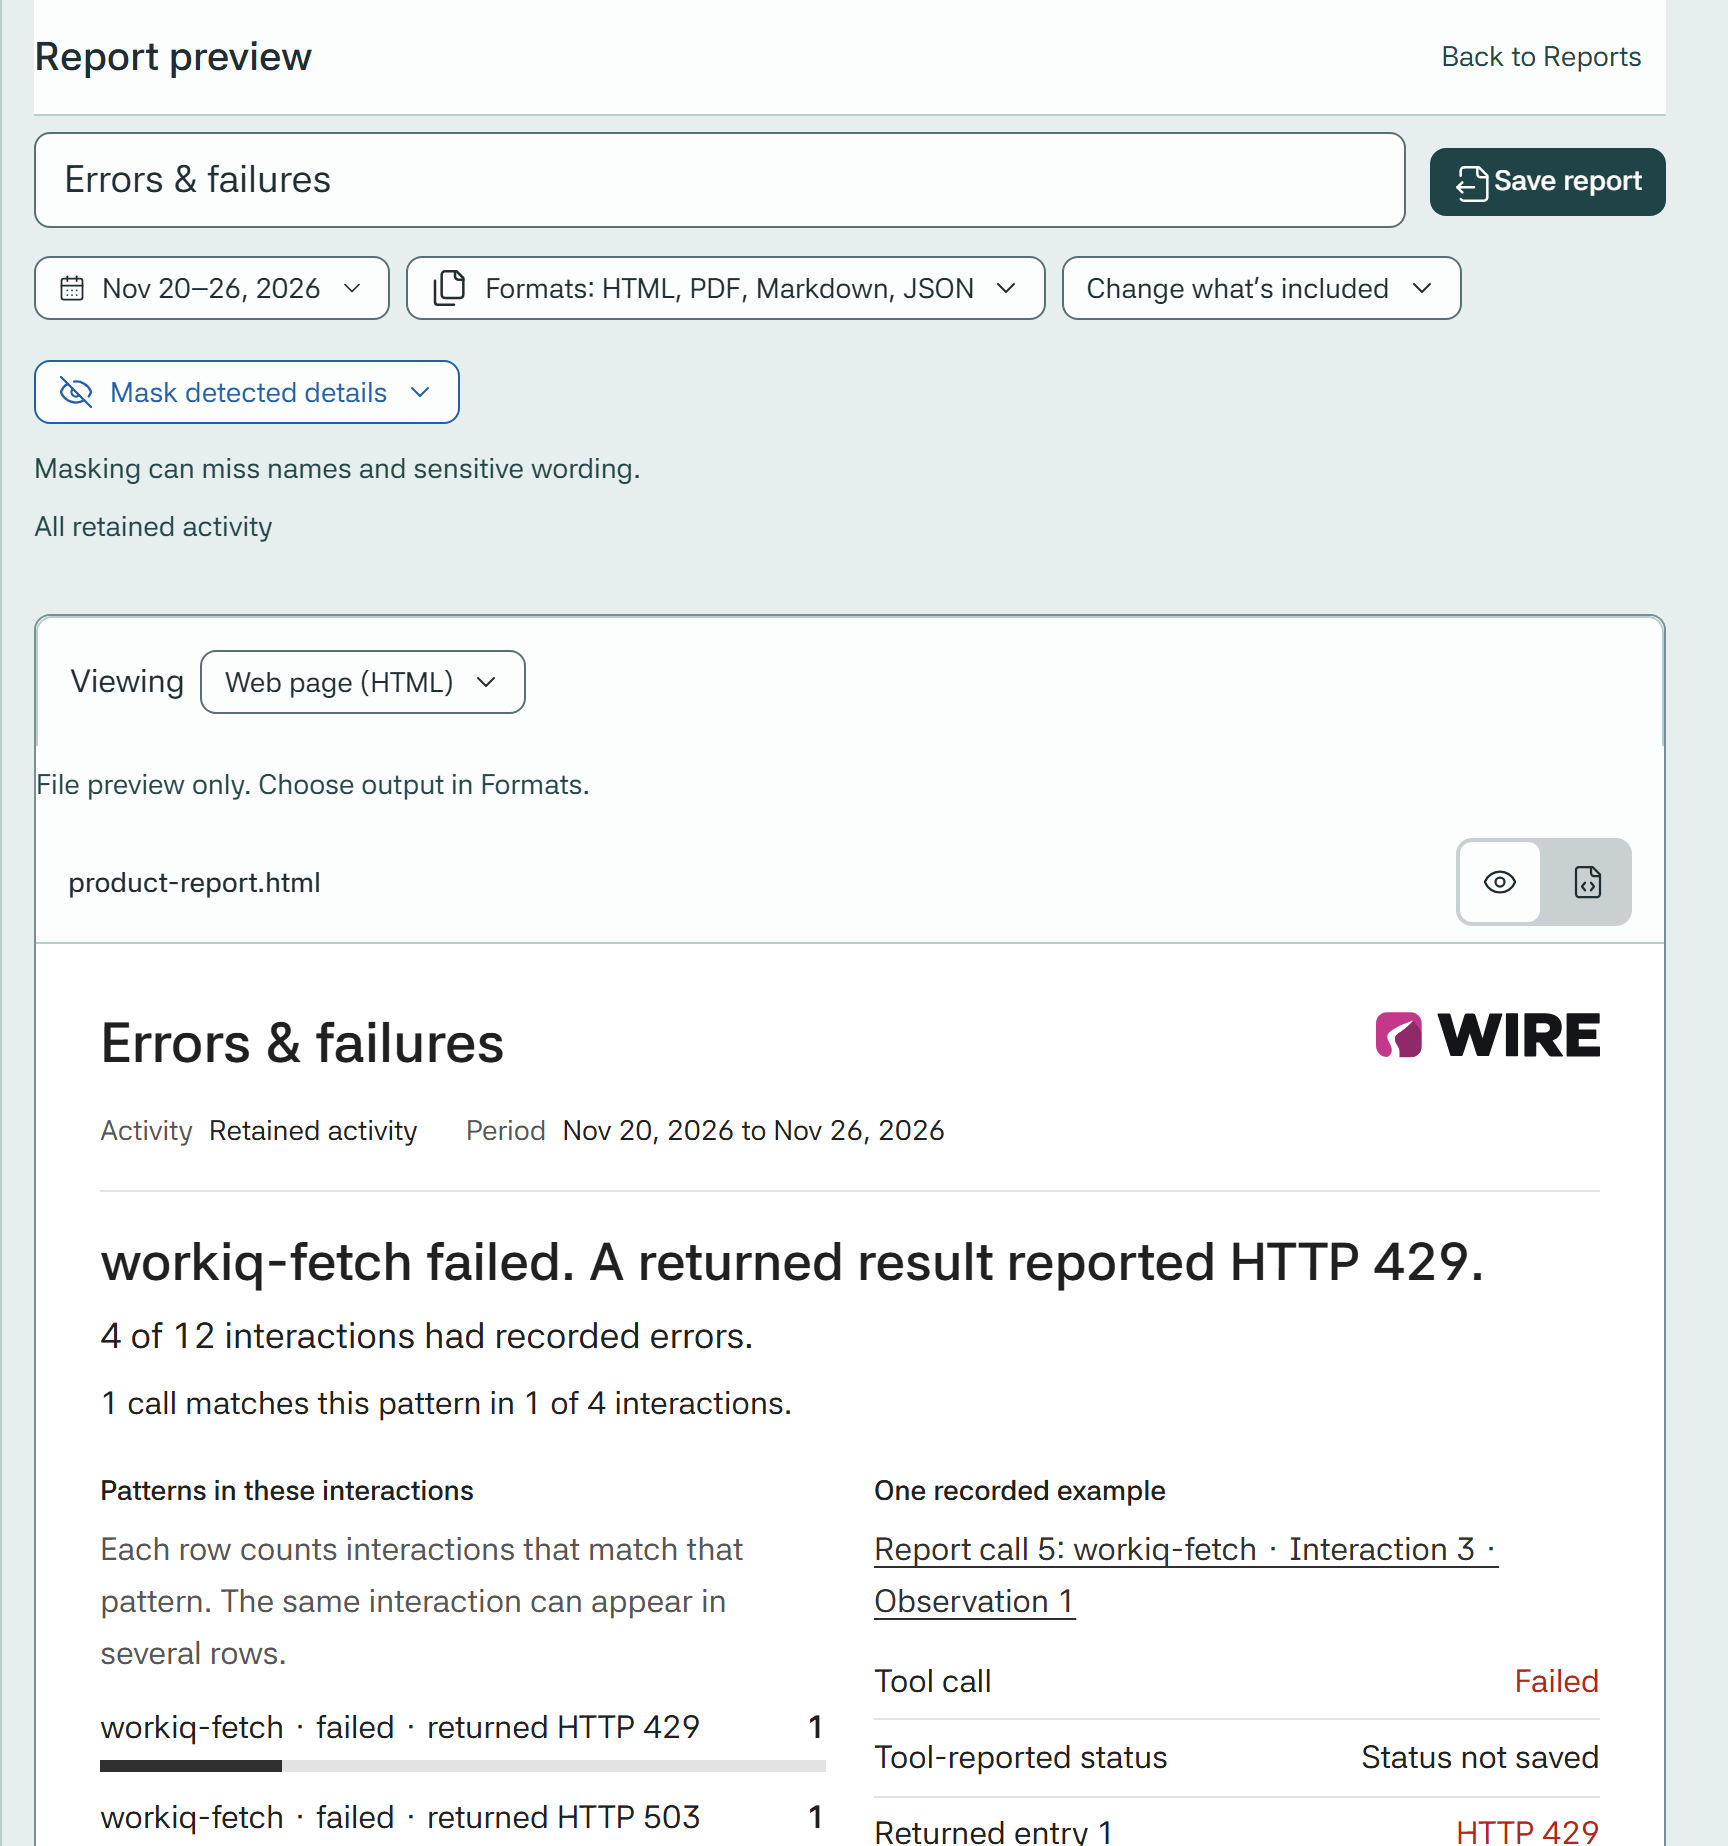 Report preview
Back to Reports
Errors & failures
Save report
Nov 20–26, 2026
Formats: HTML, PDF, Markdown, JSON
Change what’s included
Mask detected details
Masking can miss names and sensitive wording.
All retained activity
Viewing
Web page (HTML)
File preview only. Choose output in Formats.
product-report.html
Errors & failures
WIRE
Activity Retained activity Period Nov 20, 2026 to Nov 26, 2026
workiq-fetch failed. A returned result reported HTTP 429.
4 of 12 interactions had recorded errors.
1 call matches this pattern in 1 of 4 interactions.
Patterns in these interactions
Each row counts interactions that match that
pattern. The same interaction can appear in
several rows.
workiq-fetch · failed · returned HTTP 429 1
workiq-fetch · failed · returned HTTP 503 1
One recorded example
Report call 5: workiq-fetch · Interaction 3 ·
Observation 1
Tool call Failed
Tool-reported status Status not saved
Returned entry 1 HTTP 429